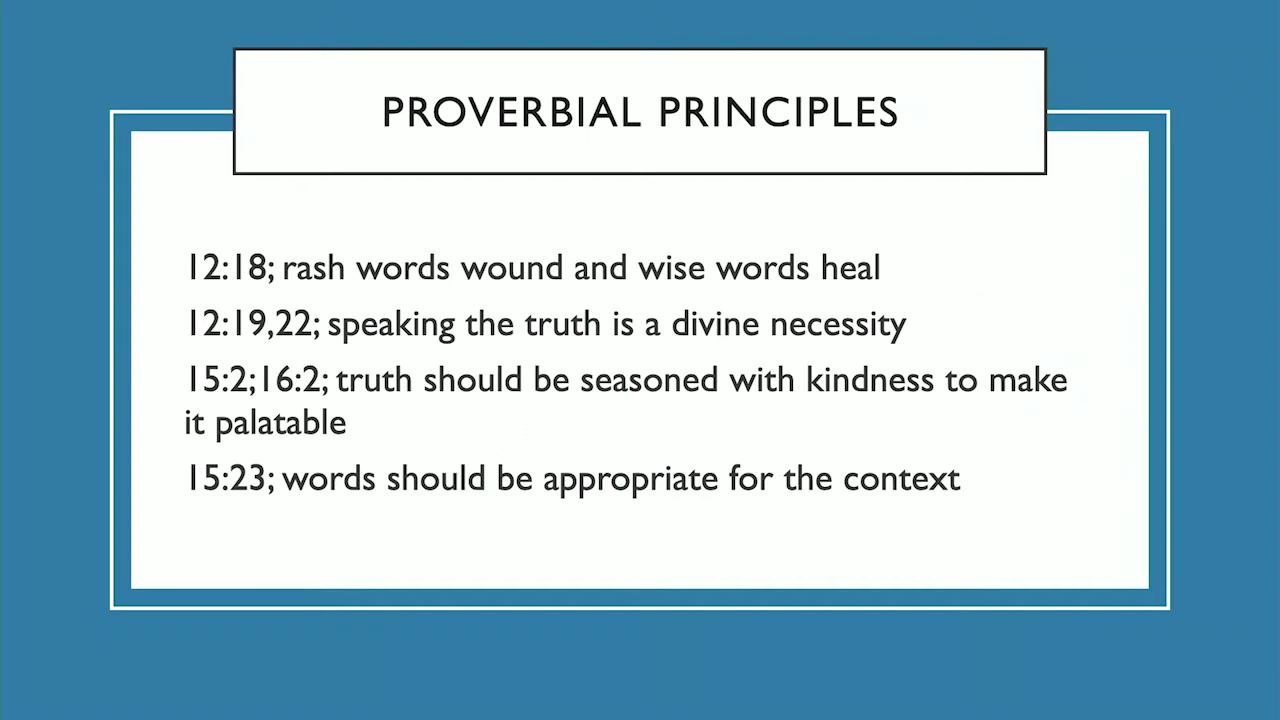 PROVERBIAL PRINCIPLES
12:18; rash words wound and wise words heal
12:19,22; speaking the truth is a divine necessity
15:2;16:2; truth should be seasoned with kindness to make
it palatable
15:23; words should be appropriate for the context